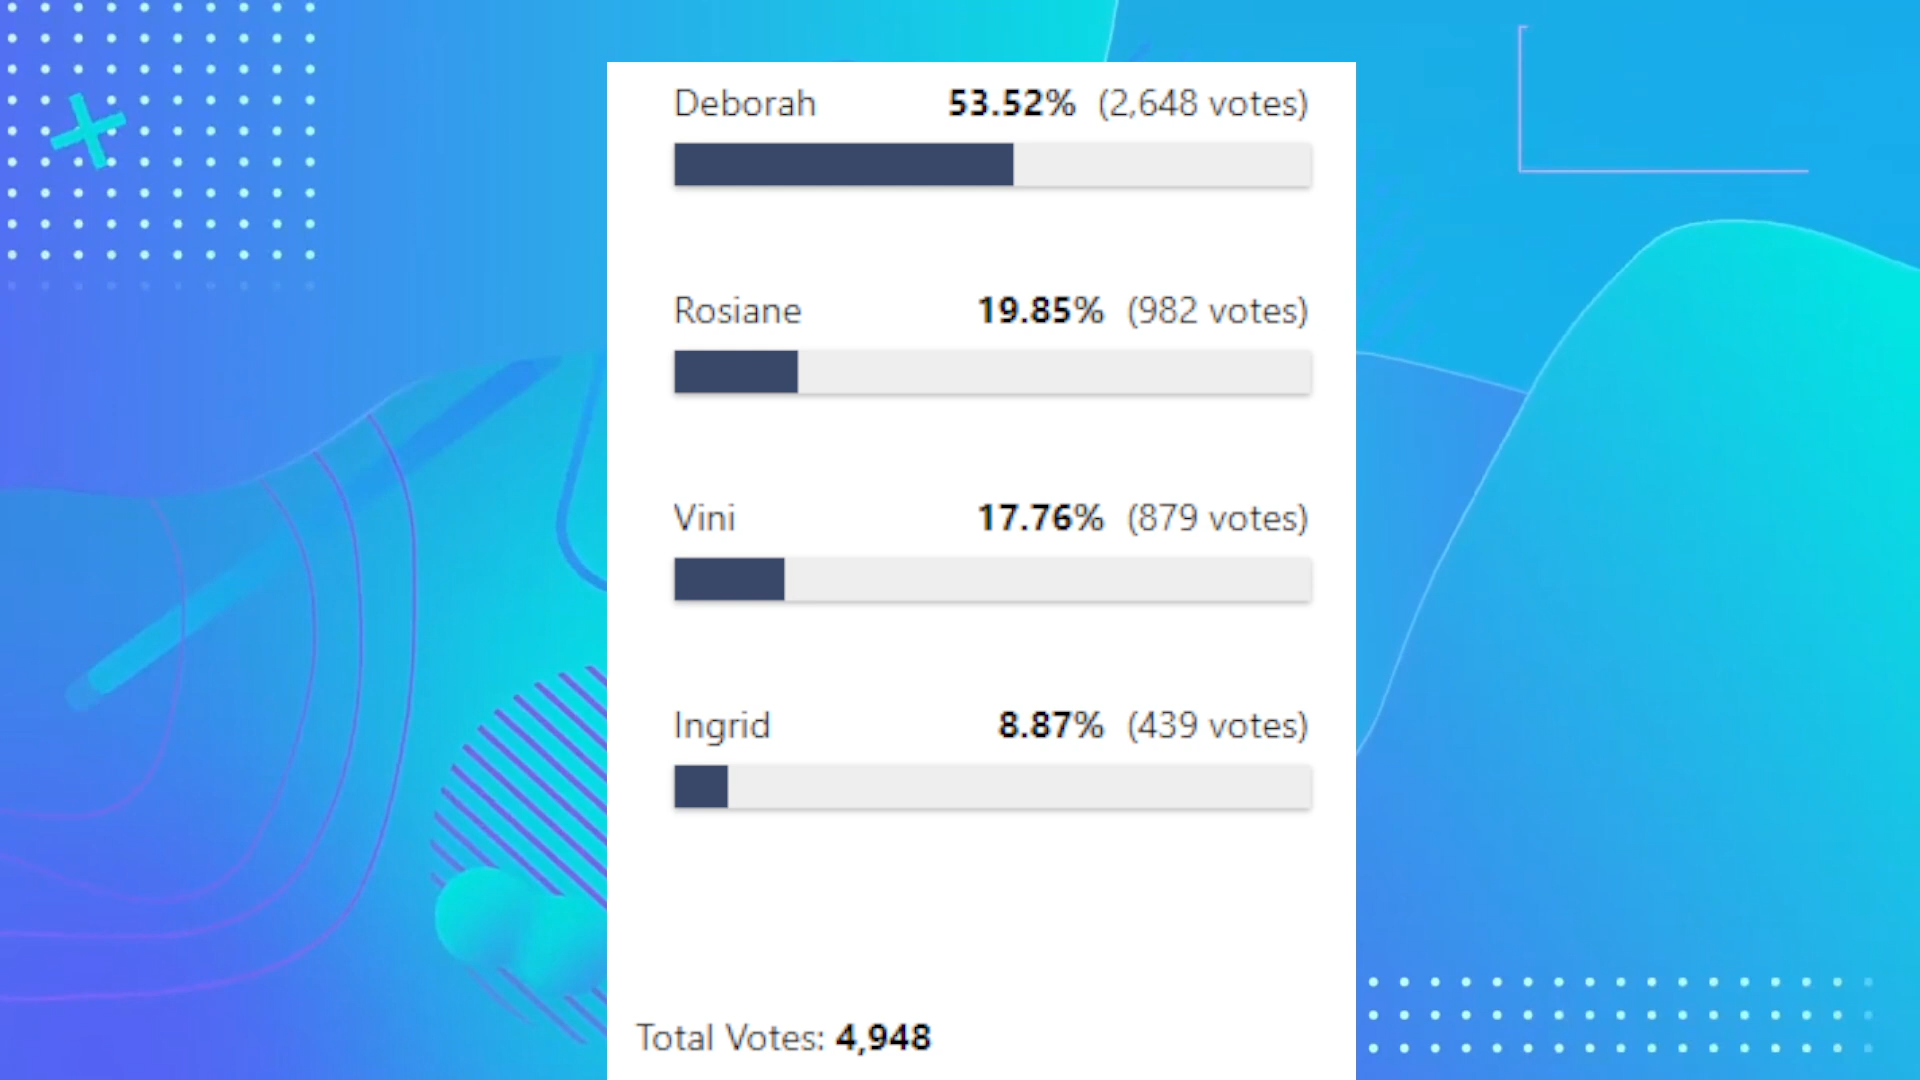 Deborah 53.52% (2,648 votes)
Rosiane 19.85% (982 votes)
Vini 17.76% (879 votes)
Ingrid 8.87% (439 votes)
Total Votes: 4,948